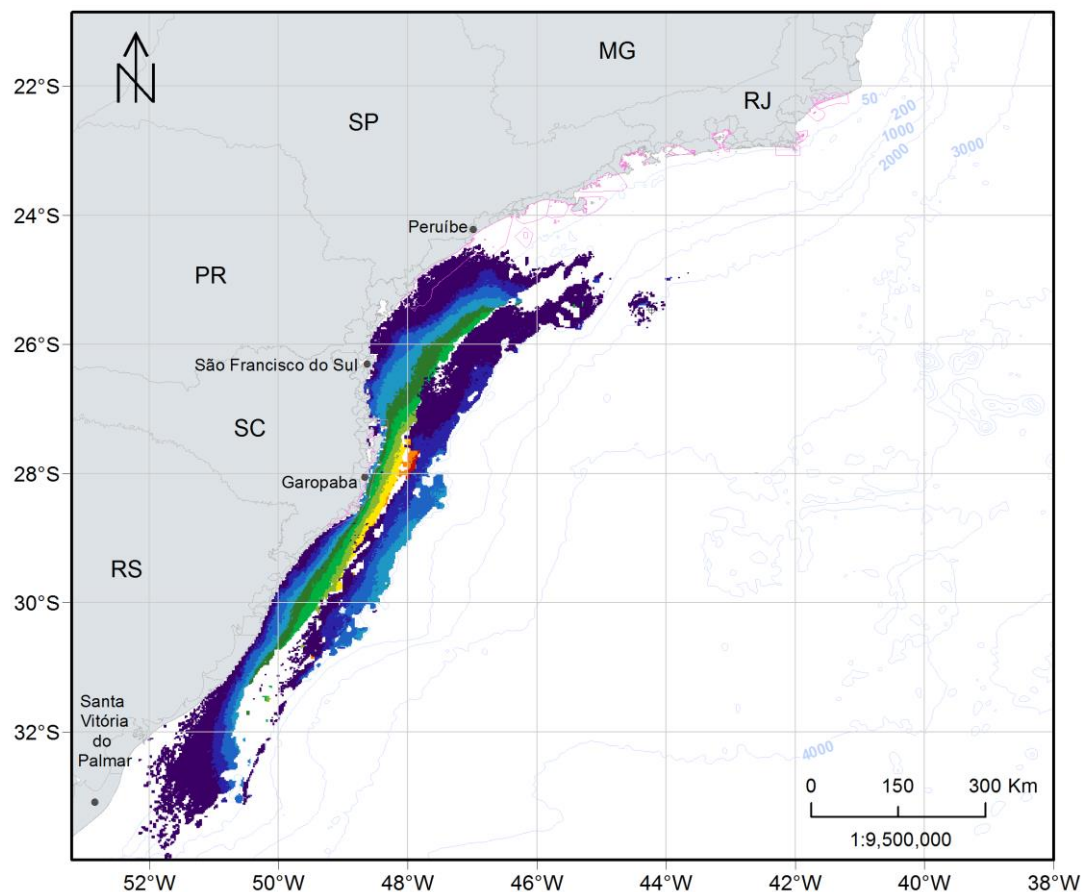 N
MG
22°S
RJ
50
200
SP
1000
2000
3000
24°S
Peruíbe
PR
26°S
São Francisco do Sul
SC
28°S
Garopaba
RS
30°S
Santa
Vitória
do
Palmar
32°S
4000
0 150 300 Km
1:9,500,000
52°W 50°W 48°W 46°W 44°W 42°W 40°W 38°W